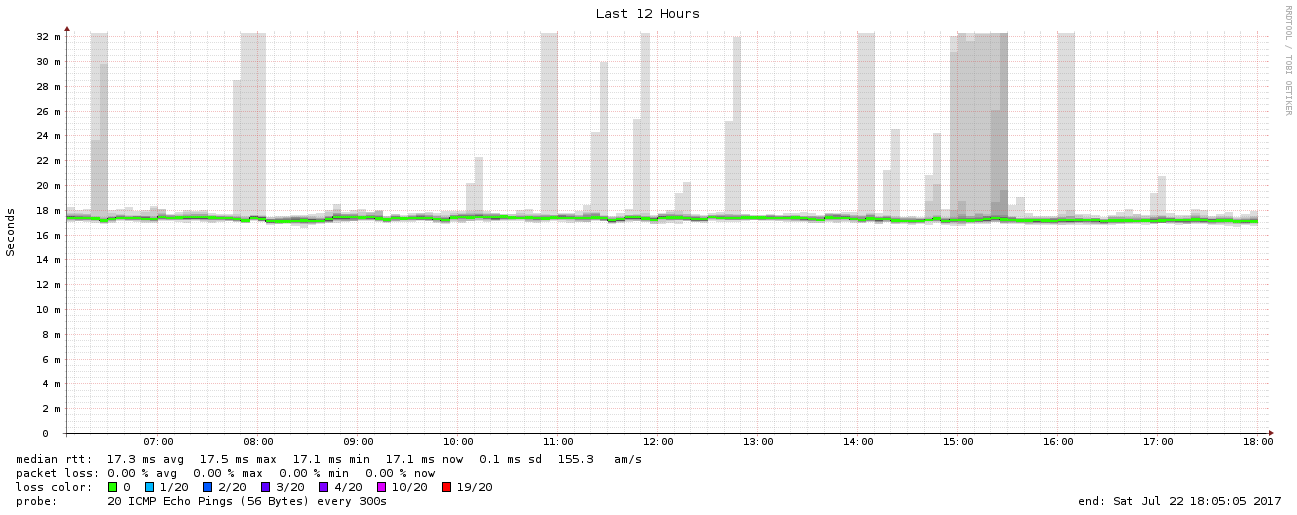 Last 12 Hours
RRDTOOL / TOBI OETIKER
Seconds
32 m
30 m
28 m
26 m
24 m
22 m
20 m
18 m
16 m
14 m
12 m
10 m
8 m
6 m
4 m
2 m
0
07:00 08:00 09:00 10:00 11:00 12:00 13:00 14:00 15:00 16:00 17:00 18:00
median rtt: 17.3 ms avg 17.5 ms max 17.1 ms min 17.1 ms now 0.1 ms sd 155.3 am/s
packet loss: 0.00 % avg 0.00 % max 0.00 % min 0.00 % now
loss color: 0 1/20 2/20 3/20 4/20 10/20 19/20
probe: 20 ICMP Echo Pings (56 Bytes) every 300s end: Sat Jul 22 18:05:05 2017